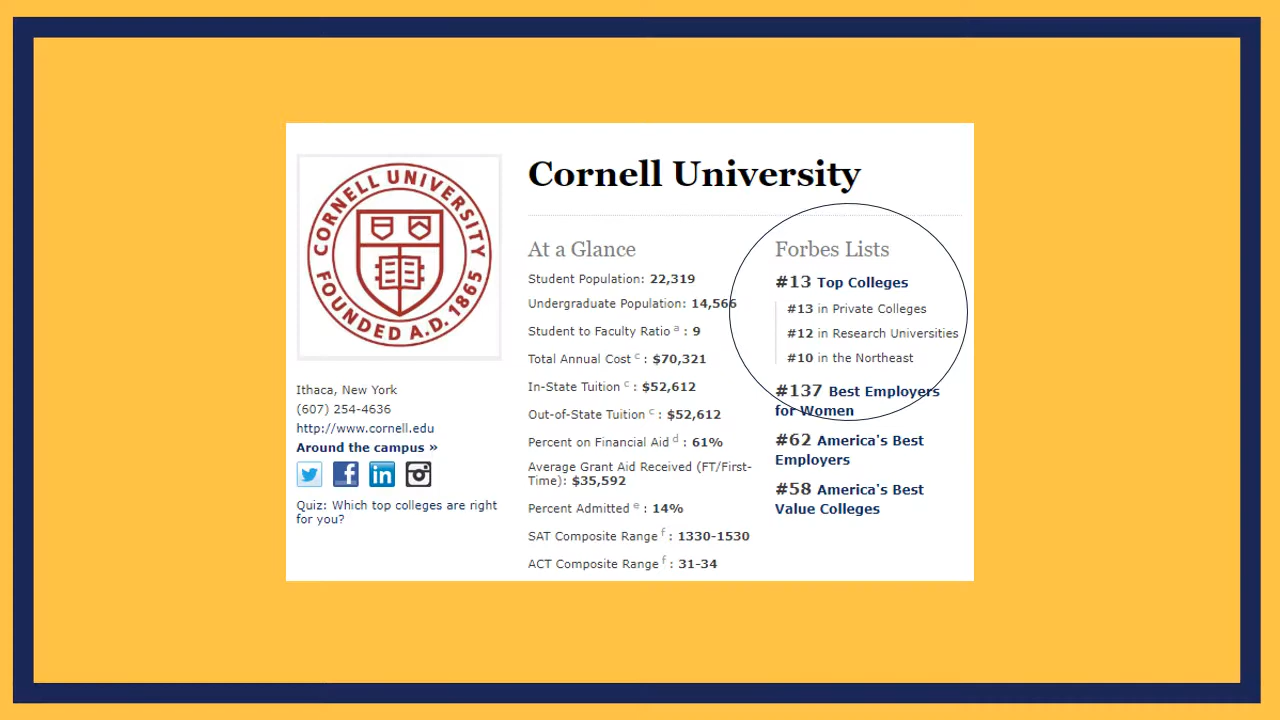 CORNELL UNIVERSITY
FOUNDED A.D. 1865
Ithaca, New York
(607) 254-4636
http://www.cornell.edu
Around the campus »
Quiz: Which top colleges are right
for you?
Cornell University
At a Glance
Student Population: 22,319
Undergraduate Population: 14,566
Student to Faculty Ratio a : 9
Total Annual Cost c : $70,321
In-State Tuition c : $52,612
Out-of-State Tuition c : $52,612
Percent on Financial Aid d : 61%
Average Grant Aid Received (FT/First-
Time): $35,592
Percent Admitted e : 14%
SAT Composite Range f : 1330-1530
ACT Composite Range f : 31-34
Forbes Lists
#13 Top Colleges
#13 in Private Colleges
#12 in Research Universities
#10 in the Northeast
#137 Best Employers
for Women
#62 America's Best
Employers
#58 America's Best
Value Colleges